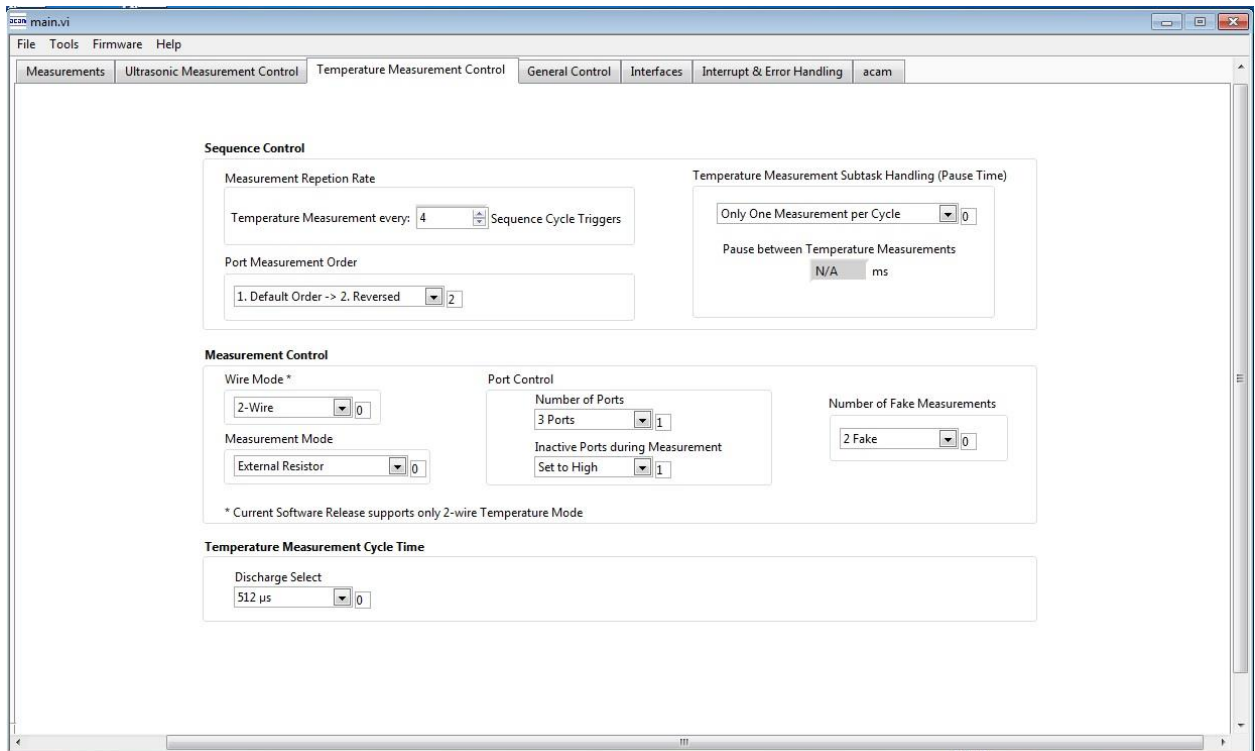 acam main.vi
File Tools Firmware Help
Measurements Ultrasonic Measurement Control Temperature Measurement Control General Control Interfaces Interrupt & Error Handling acam
Sequence Control
Measurement Repetion Rate
Temperature Measurement every: 4 Sequence Cycle Triggers
Port Measurement Order
1. Default Order -> 2. Reversed 2
Temperature Measurement Subtask Handling (Pause Time)
Only One Measurement per Cycle 0
Pause between Temperature Measurements
N/A ms
Measurement Control
Wire Mode *
2-Wire 0
Measurement Mode
External Resistor 0
Port Control
Number of Ports
3 Ports 1
Inactive Ports during Measurement
Set to High 1
Number of Fake Measurements
2 Fake 0
* Current Software Release supports only 2-wire Temperature Mode
Temperature Measurement Cycle Time
Discharge Select
512 µs 0